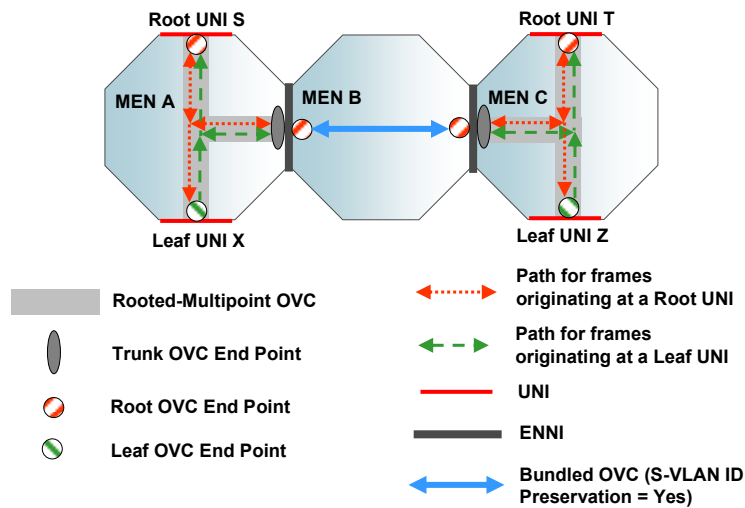 Root UNI S
Root UNI T
MEN A
MEN B
MEN C
Leaf UNI X
Leaf UNI Z
Rooted-Multipoint OVC
Trunk OVC End Point
Root OVC End Point
Leaf OVC End Point
Path for frames
originating at a Root UNI
Path for frames
originating at a Leaf UNI
UNI
ENNI
Bundled OVC (S-VLAN ID
Preservation = Yes)